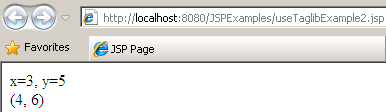 http://localhost:8080/JSPExamples/useTaglibExample2.jsp
Favorites
JSP Page
x=3, y=5
(4, 6)